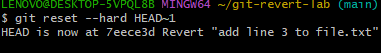 LENOVO@DESKTOP-5VPQL8B MINGW64 ~/git-revert-lab (main)
$ git reset --hard HEAD~1
HEAD is now at 7eece3d Revert "add line 3 to file.txt"